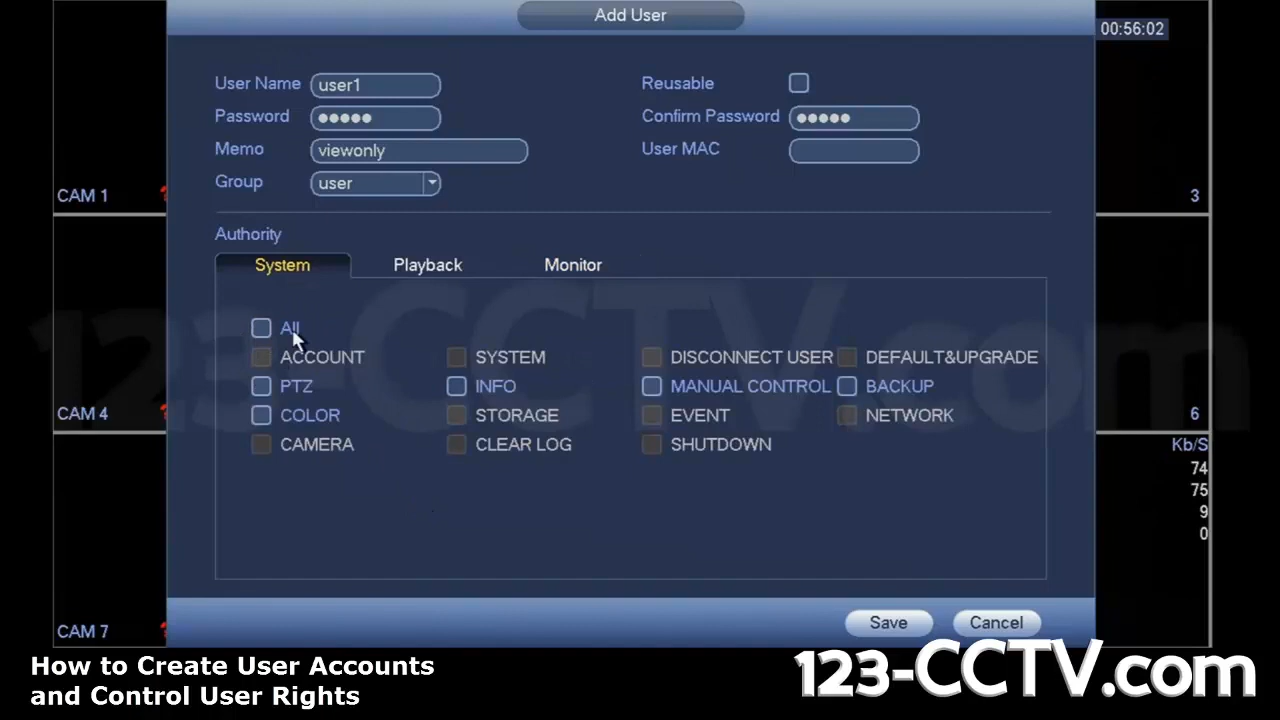 Add User
00:56:02
User Name user1 Reusable
Password ●●●●● Confirm Password ●●●●●
Memo viewonly User MAC
Group user
CAM 1 ? 3
Authority
System Playback Monitor
123-CCTV.com
All
ACCOUNT SYSTEM DISCONNECT USER DEFAULT&UPGRADE
PTZ INFO MANUAL CONTROL BACKUP
COLOR STORAGE EVENT NETWORK
CAM 4 ? 6
CAMERA CLEAR LOG SHUTDOWN
Kb/S
74
75
9
0
Save Cancel
CAM 7 ?
How to Create User Accounts
and Control User Rights
123-CCTV.com